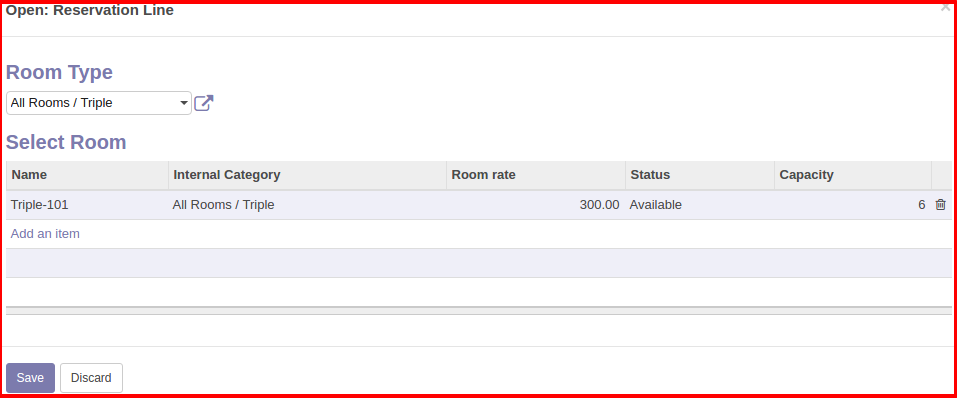 Open: Reservation Line
×
Room Type
All Rooms / Triple
Select Room
Name Internal Category Room rate Status Capacity
Triple-101 All Rooms / Triple 300.00 Available 6
Add an item
Save Discard